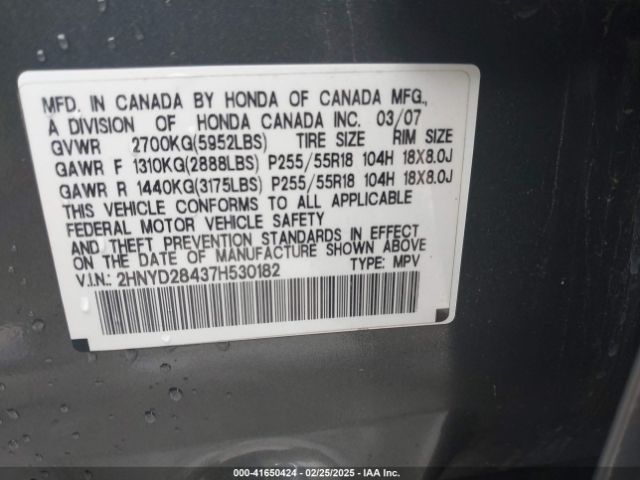 MFD. IN CANADA BY HONDA OF CANADA MFG.,
A DIVISION OF HONDA CANADA INC. 03/07
GVWR 2700KG(5952LBS) TIRE SIZE RIM SIZE
GAWR F 1310KG(2888LBS) P255/55R18 104H 18X8.0J
GAWR R 1440KG(3175LBS) P255/55R18 104H 18X8.0J
THIS VEHICLE CONFORMS TO ALL APPLICABLE
FEDERAL MOTOR VEHICLE SAFETY
AND THEFT PREVENTION STANDARDS IN EFFECT
ON THE DATE OF MANUFACTURE SHOWN ABOVE
V.I.N.: 2HNYD28437H530182 TYPE: MPV
000-41650424 | 02/25/2025 | IAA Inc.